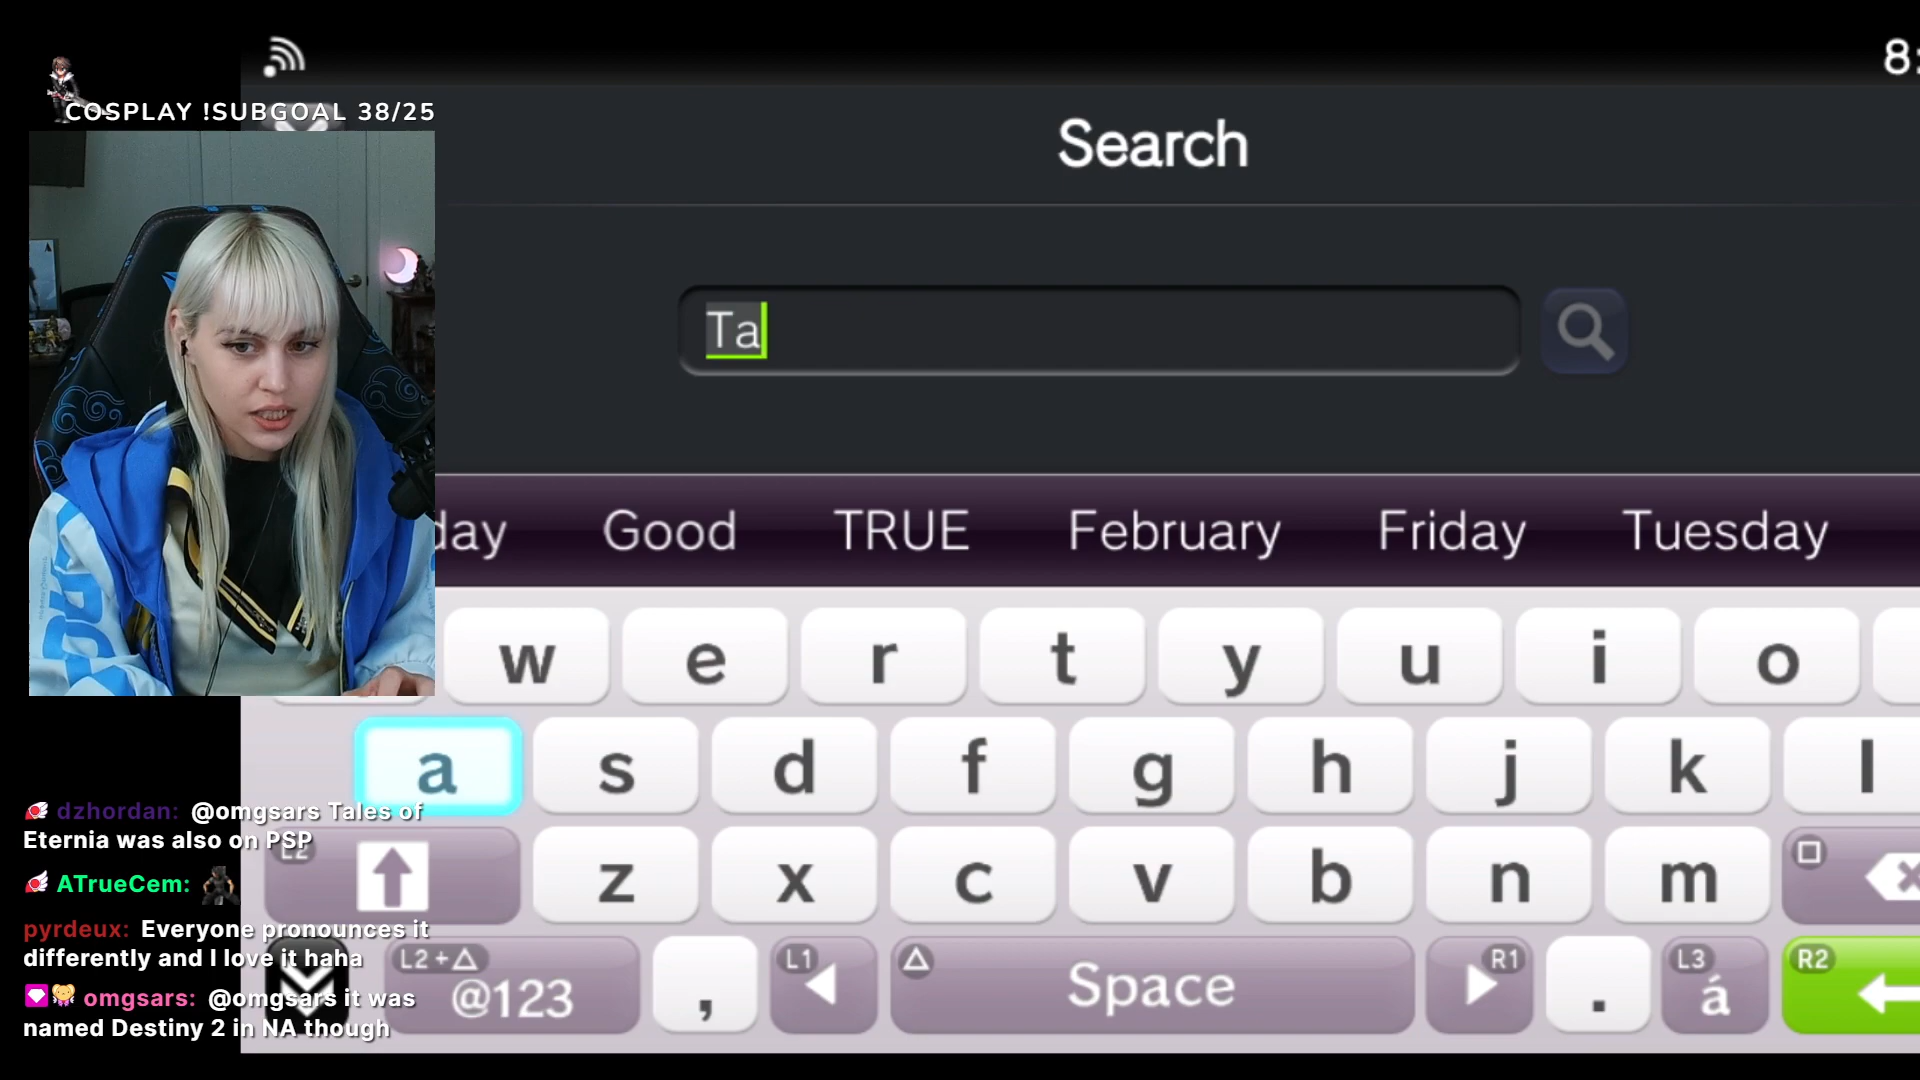 8:
COSPLAY !SUBGOAL 38/25
Search
Ta
day Good TRUE February Friday Tuesday
w e r t y u i o
a s d f g h j k l
L2 z x c v b n m
L2+△ @123 , L1 △ Space R1 . L3 á R2
dzhordan: @omgsars Tales of
Eternia was also on PSP
ATrueCem:
pyrdeux: Everyone pronounces it
differently and I love it haha
omgsars: @omgsars it was
named Destiny 2 in NA though